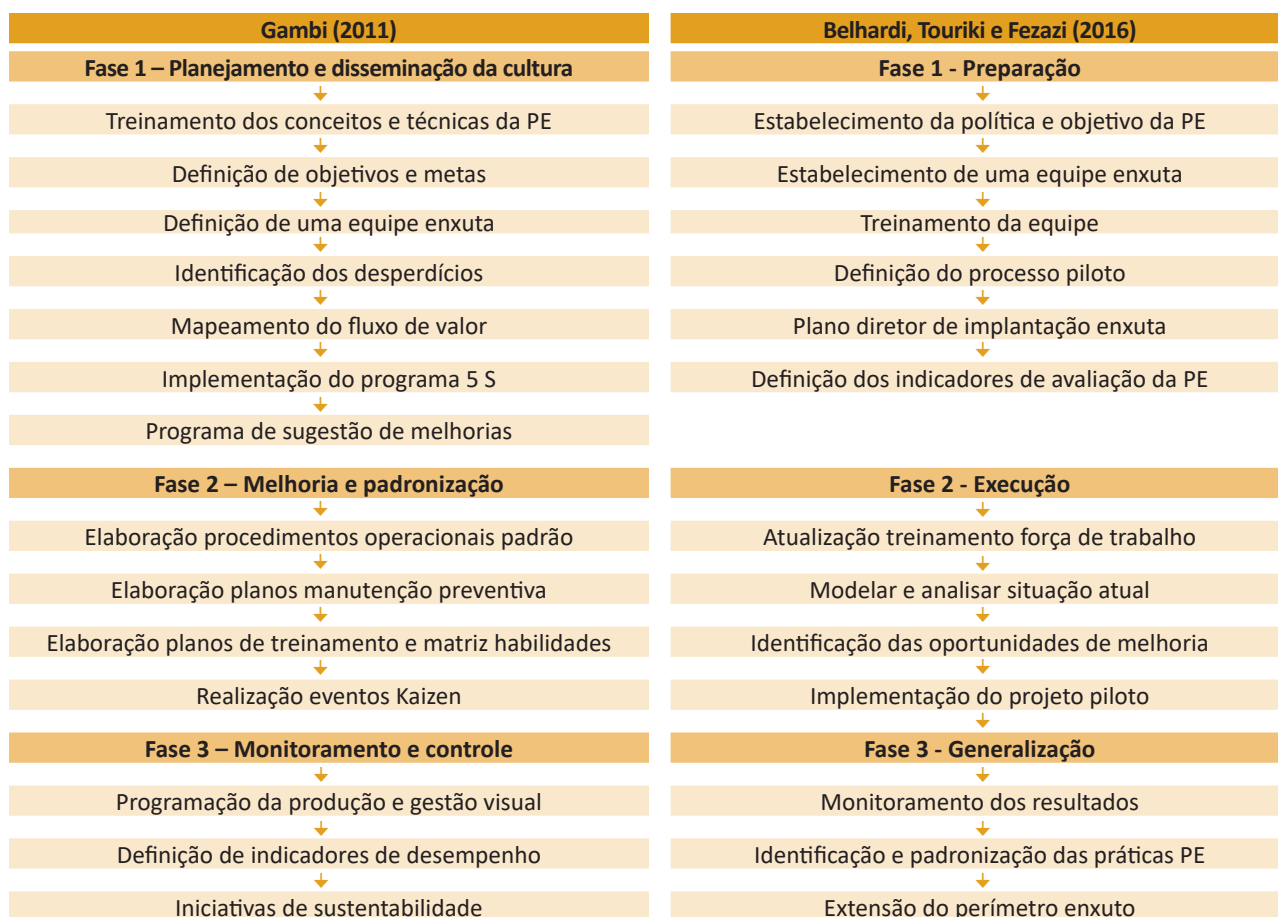 Gambi (2011)
Fase 1 – Planejamento e disseminação da cultura
Treinamento dos conceitos e técnicas da PE
Definição de objetivos e metas
Definição de uma equipe enxuta
Identificação dos desperdícios
Mapeamento do fluxo de valor
Implementação do programa 5 S
Programa de sugestão de melhorias
Fase 2 – Melhoria e padronização
Elaboração procedimentos operacionais padrão
Elaboração planos manutenção preventiva
Elaboração planos de treinamento e matriz habilidades
Realização eventos Kaizen
Fase 3 – Monitoramento e controle
Programação da produção e gestão visual
Definição de indicadores de desempenho
Iniciativas de sustentabilidade
Belhardi, Touriki e Fezazi (2016)
Fase 1 - Preparação
Estabelecimento da política e objetivo da PE
Estabelecimento de uma equipe enxuta
Treinamento da equipe
Definição do processo piloto
Plano diretor de implantação enxuta
Definição dos indicadores de avaliação da PE
Fase 2 - Execução
Atualização treinamento força de trabalho
Modelar e analisar situação atual
Identificação das oportunidades de melhoria
Implementação do projeto piloto
Fase 3 - Generalização
Monitoramento dos resultados
Identificação e padronização das práticas PE
Extensão do perímetro enxuto